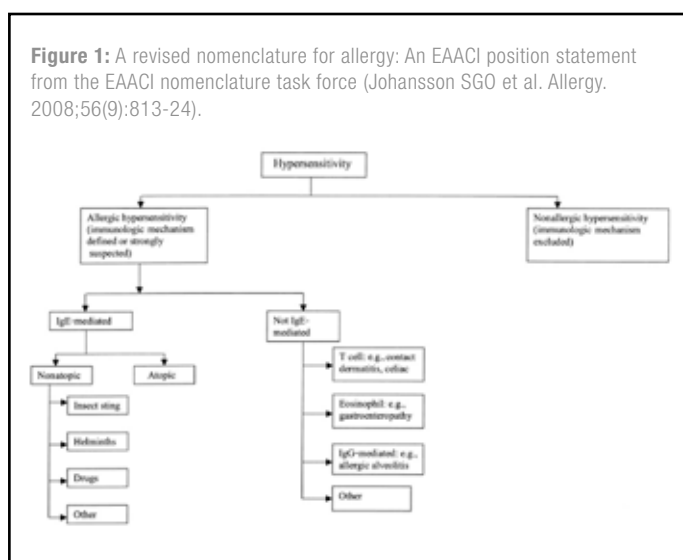 Figure 1: A revised nomenclature for allergy: An EAACI position statement
from the EAACI nomenclature task force (Johansson SGO et al. Allergy.
2008;56(9):813-24).
Hypersensitivity
Allergic hypersensitivity
(immunologic mechanism
defined or strongly
suspected)
Nonallergic hypersensitivity
(immunologic mechanism
excluded)
IgE-mediated
Not IgE-
mediated
Nonatopic
Atopic
Insect sting
Helminths
Drugs
Other
T cell: e.g., contact
dermatitis, celiac
Eosinophil: e.g.,
gastroenteropathy
IgG-mediated: e.g.,
allergic alveolitis
Other